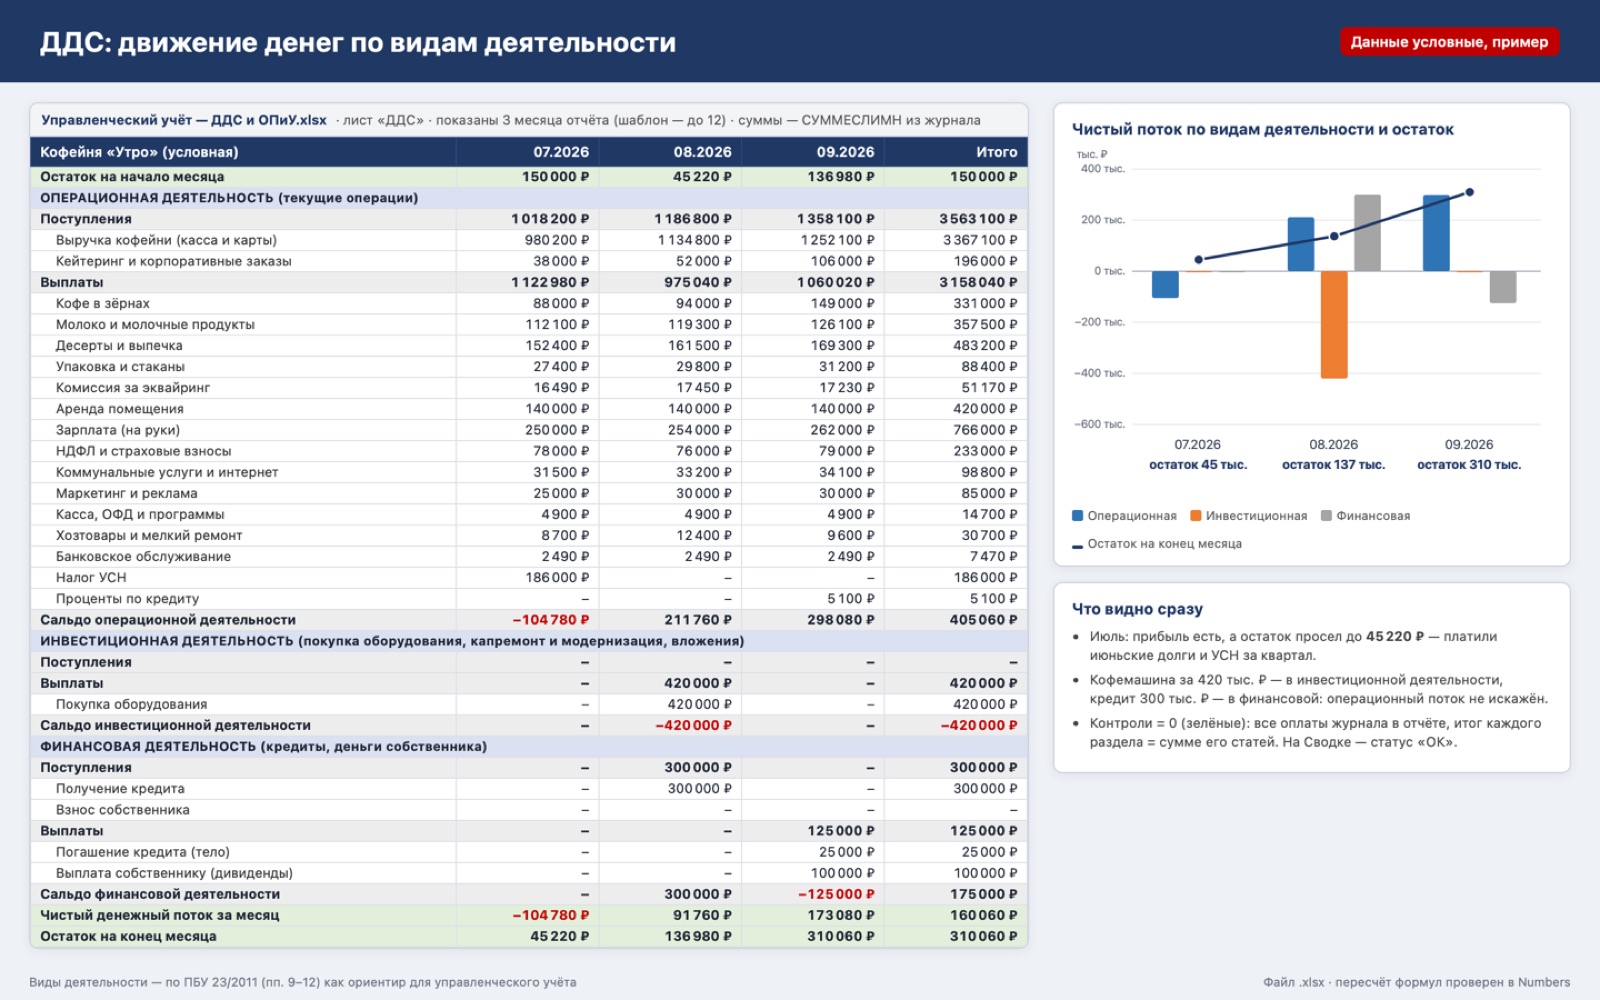 ДДС: движение денег по видам деятельности
Данные условные, пример
Управленческий учёт — ДДС и ОПиУ.xlsx · лист «ДДС» · показаны 3 месяца отчёта (шаблон — до 12) · суммы — СУММЕСЛИМН из журнала
Кофейня «Утро» (условная) 07.2026 08.2026 09.2026 Итого
Остаток на начало месяца 150 000 ₽ 45 220 ₽ 136 980 ₽ 150 000 ₽
ОПЕРАЦИОННАЯ ДЕЯТЕЛЬНОСТЬ (текущие операции)
Поступления 1 018 200 ₽ 1 186 800 ₽ 1 358 100 ₽ 3 563 100 ₽
Выручка кофейни (касса и карты) 980 200 ₽ 1 134 800 ₽ 1 252 100 ₽ 3 367 100 ₽
Кейтеринг и корпоративные заказы 38 000 ₽ 52 000 ₽ 106 000 ₽ 196 000 ₽
Выплаты 1 122 980 ₽ 975 040 ₽ 1 060 020 ₽ 3 158 040 ₽
Кофе в зёрнах 88 000 ₽ 94 000 ₽ 149 000 ₽ 331 000 ₽
Молоко и молочные продукты 112 100 ₽ 119 300 ₽ 126 100 ₽ 357 500 ₽
Десерты и выпечка 152 400 ₽ 161 500 ₽ 169 300 ₽ 483 200 ₽
Упаковка и стаканы 27 400 ₽ 29 800 ₽ 31 200 ₽ 88 400 ₽
Комиссия за эквайринг 16 490 ₽ 17 450 ₽ 17 230 ₽ 51 170 ₽
Аренда помещения 140 000 ₽ 140 000 ₽ 140 000 ₽ 420 000 ₽
Зарплата (на руки) 250 000 ₽ 254 000 ₽ 262 000 ₽ 766 000 ₽
НДФЛ и страховые взносы 78 000 ₽ 76 000 ₽ 79 000 ₽ 233 000 ₽
Коммунальные услуги и интернет 31 500 ₽ 33 200 ₽ 34 100 ₽ 98 800 ₽
Маркетинг и реклама 25 000 ₽ 30 000 ₽ 30 000 ₽ 85 000 ₽
Касса, ОФД и программы 4 900 ₽ 4 900 ₽ 4 900 ₽ 14 700 ₽
Хозтовары и мелкий ремонт 8 700 ₽ 12 400 ₽ 9 600 ₽ 30 700 ₽
Банковское обслуживание 2 490 ₽ 2 490 ₽ 2 490 ₽ 7 470 ₽
Налог УСН 186 000 ₽ – – 186 000 ₽
Проценты по кредиту – – 5 100 ₽ 5 100 ₽
Сальдо операционной деятельности −104 780 ₽ 211 760 ₽ 298 080 ₽ 405 060 ₽
ИНВЕСТИЦИОННАЯ ДЕЯТЕЛЬНОСТЬ (покупка оборудования, капремонт и модернизация, вложения)
Поступления – – – –
Выплаты – 420 000 ₽ – 420 000 ₽
Покупка оборудования – 420 000 ₽ – 420 000 ₽
Сальдо инвестиционной деятельности – −420 000 ₽ – −420 000 ₽
ФИНАНСОВАЯ ДЕЯТЕЛЬНОСТЬ (кредиты, деньги собственника)
Поступления – 300 000 ₽ – 300 000 ₽
Получение кредита – 300 000 ₽ – 300 000 ₽
Взнос собственника – – – –
Выплаты – – 125 000 ₽ 125 000 ₽
Погашение кредита (тело) – – 25 000 ₽ 25 000 ₽
Выплата собственнику (дивиденды) – – 100 000 ₽ 100 000 ₽
Сальдо финансовой деятельности – 300 000 ₽ −125 000 ₽ 175 000 ₽
Чистый денежный поток за месяц −104 780 ₽ 91 760 ₽ 173 080 ₽ 160 060 ₽
Остаток на конец месяца 45 220 ₽ 136 980 ₽ 310 060 ₽ 310 060 ₽
Чистый поток по видам деятельности и остаток
тыс. ₽
400 тыс.
200 тыс.
0 тыс.
−200 тыс.
−400 тыс.
−600 тыс.
07.2026 08.2026 09.2026
остаток 45 тыс. остаток 137 тыс. остаток 310 тыс.
Операционная Инвестиционная Финансовая
Остаток на конец месяца
Что видно сразу
• Июль: прибыль есть, а остаток просел до 45 220 ₽ — платили
июньские долги и УСН за квартал.
• Кофемашина за 420 тыс. ₽ — в инвестиционной деятельности,
кредит 300 тыс. ₽ — в финансовой: операционный поток не искажён.
• Контроли = 0 (зелёные): все оплаты журнала в отчёте, итог каждого
раздела = сумме его статей. На Сводке — статус «ОК».
Виды деятельности — по ПБУ 23/2011 (пп. 9–12) как ориентир для управленческого учёта
Файл .xlsx · пересчёт формул проверен в Numbers